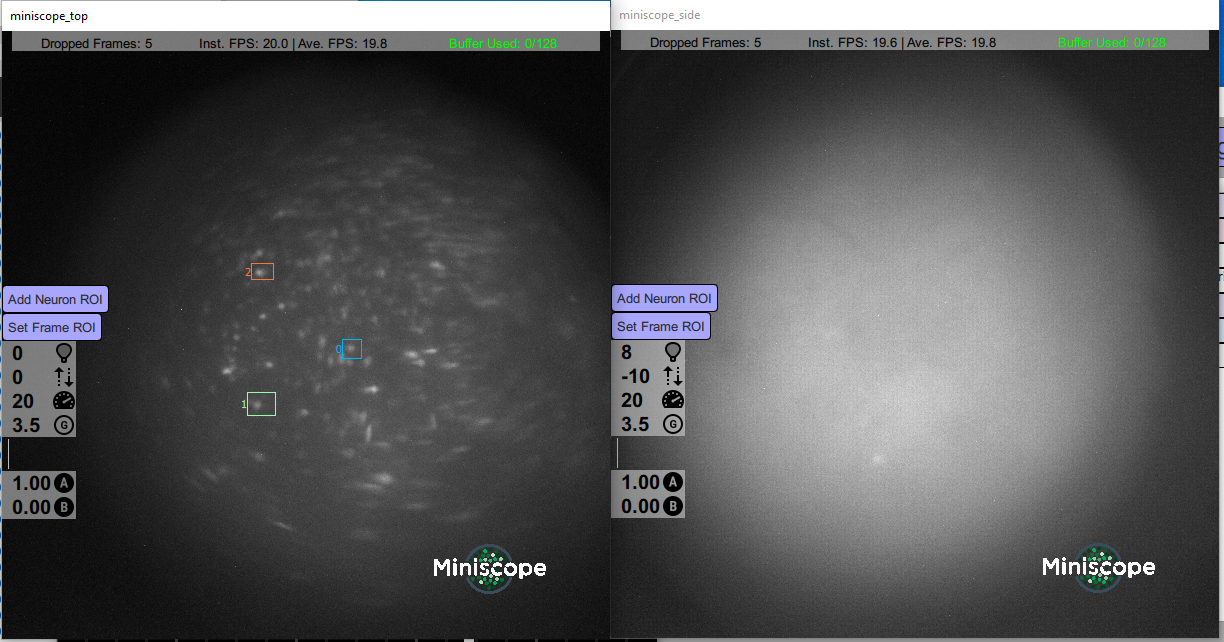 miniscope_top
Dropped Frames: 5 Inst. FPS: 20.0 | Ave. FPS: 19.8 Buffer Used: 0/128
2
Add Neuron ROI
Set Frame ROI
0
0
0
20
1
3.5 G
1.00 A
0.00 B
Miniscope
miniscope_side
Dropped Frames: 5 Inst. FPS: 19.6 | Ave. FPS: 19.8 Buffer Used: 0/128
Add Neuron ROI
Set Frame ROI
8
-10
20
3.5 G
1.00 A
0.00 B
Miniscope